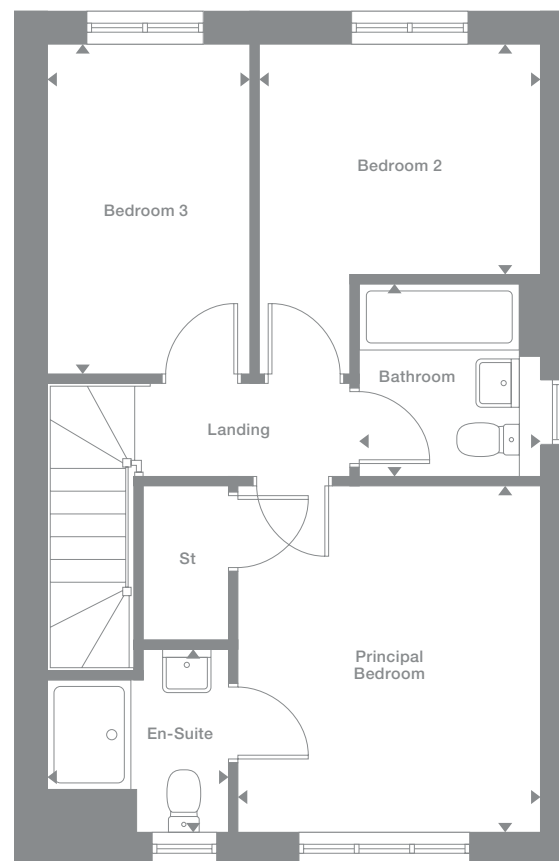 Bedroom 2
Bedroom 3
Bathroom
Landing
St
Principal
Bedroom
En-Suite